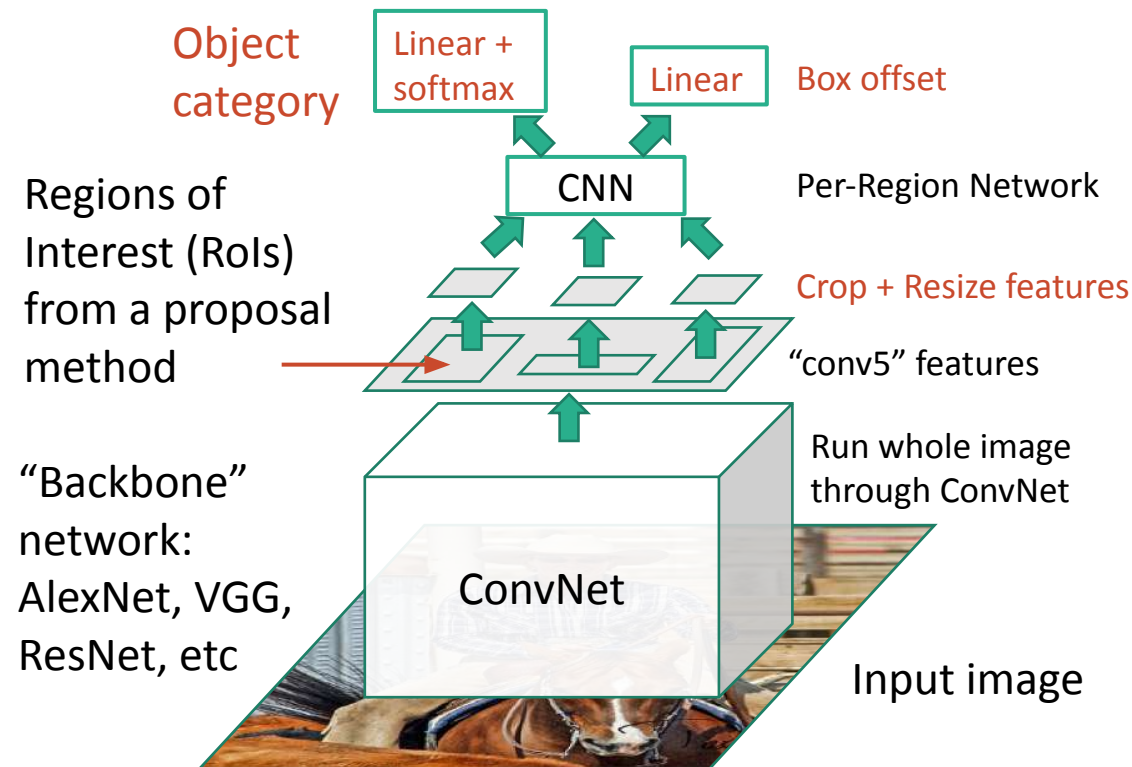 Object
category
Linear +
softmax
Linear
Box offset
CNN
Per-Region Network
Regions of
Interest (RoIs)
from a proposal
method
Crop + Resize features
“conv5” features
Run whole image
through ConvNet
“Backbone”
network:
AlexNet, VGG,
ResNet, etc
ConvNet
Input image